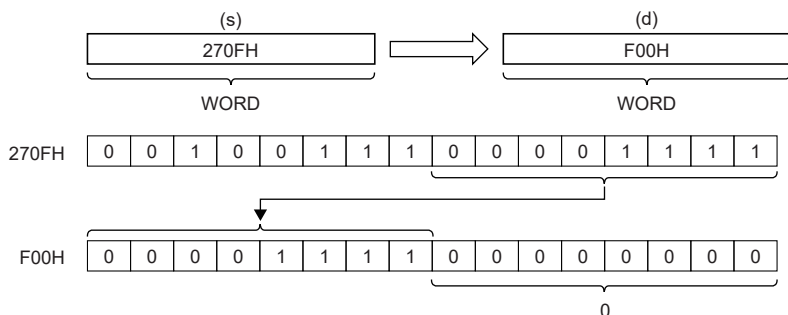 (s) (d)
270FH F00H
WORD WORD
270FH 0 0 1 0 0 1 1 1 0 0 0 0 1 1 1 1
F00H 0 0 0 0 1 1 1 1 0 0 0 0 0 0 0 0
0